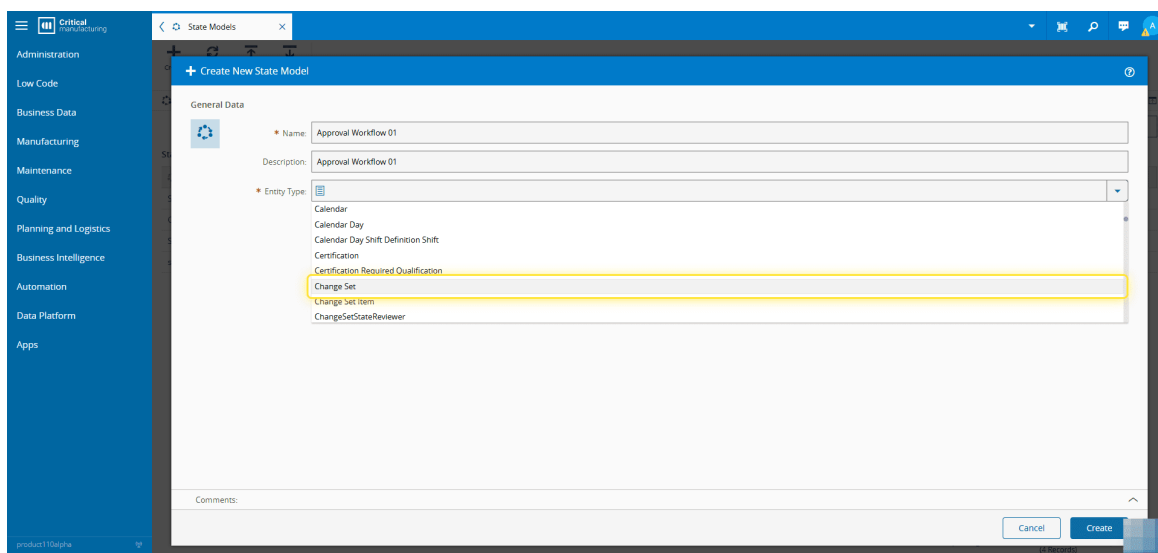 Critical
manufacturing
State Models
A
Administration
Low Code
Business Data
Manufacturing
Maintenance
Quality
Planning and Logistics
Business Intelligence
Automation
Data Platform
Apps
product110alpha
Create New State Model
General Data
* Name: Approval Workflow 01
Description: Approval Workflow 01
* Entity Type:
Calendar
Calendar Day
Calendar Day Shift Definition Shift
Certification
Certification Required Qualification
Change Set
Change Set Item
ChangeSetStateReviewer
Comments:
Cancel
Create
(4 Records)